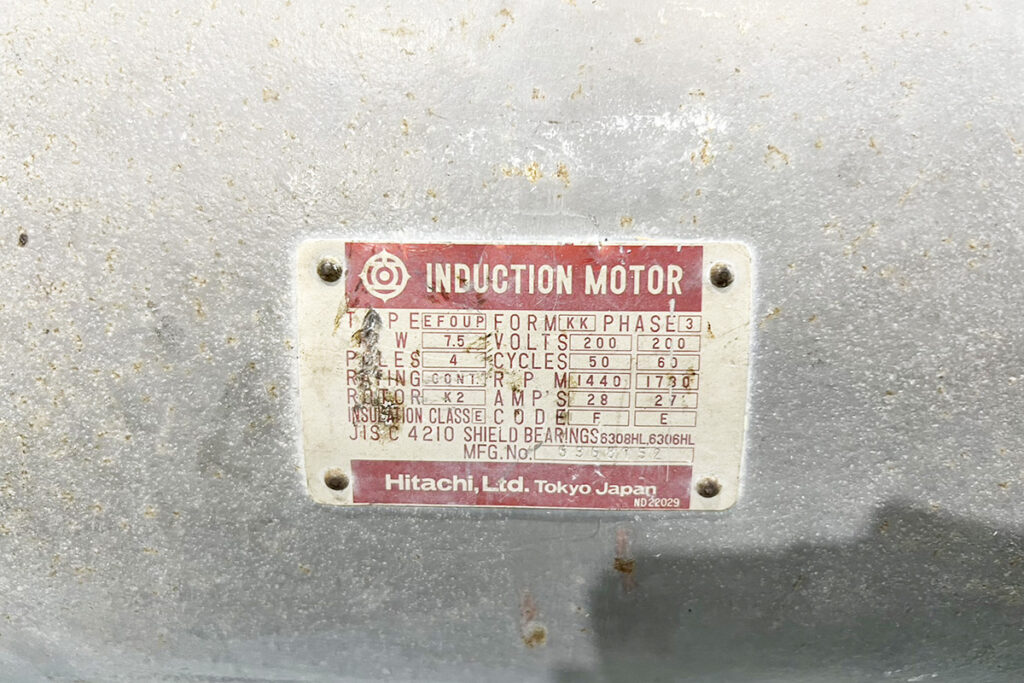 INDUCTION MOTOR
TYPE EFOUP FORM KK PHASE 3
W 7.5 VOLTS 200 200
POLES 4 CYCLES 50 60
RATING CONT. RPM 1440 1730
ROTOR K2 AMP'S 28 27
INSULATION CLASS E CODE F E
JIS C 4210 SHIELD BEARINGS 6308HL,6306HL
MFG.No.
Hitachi, Ltd. Tokyo Japan
ND22029